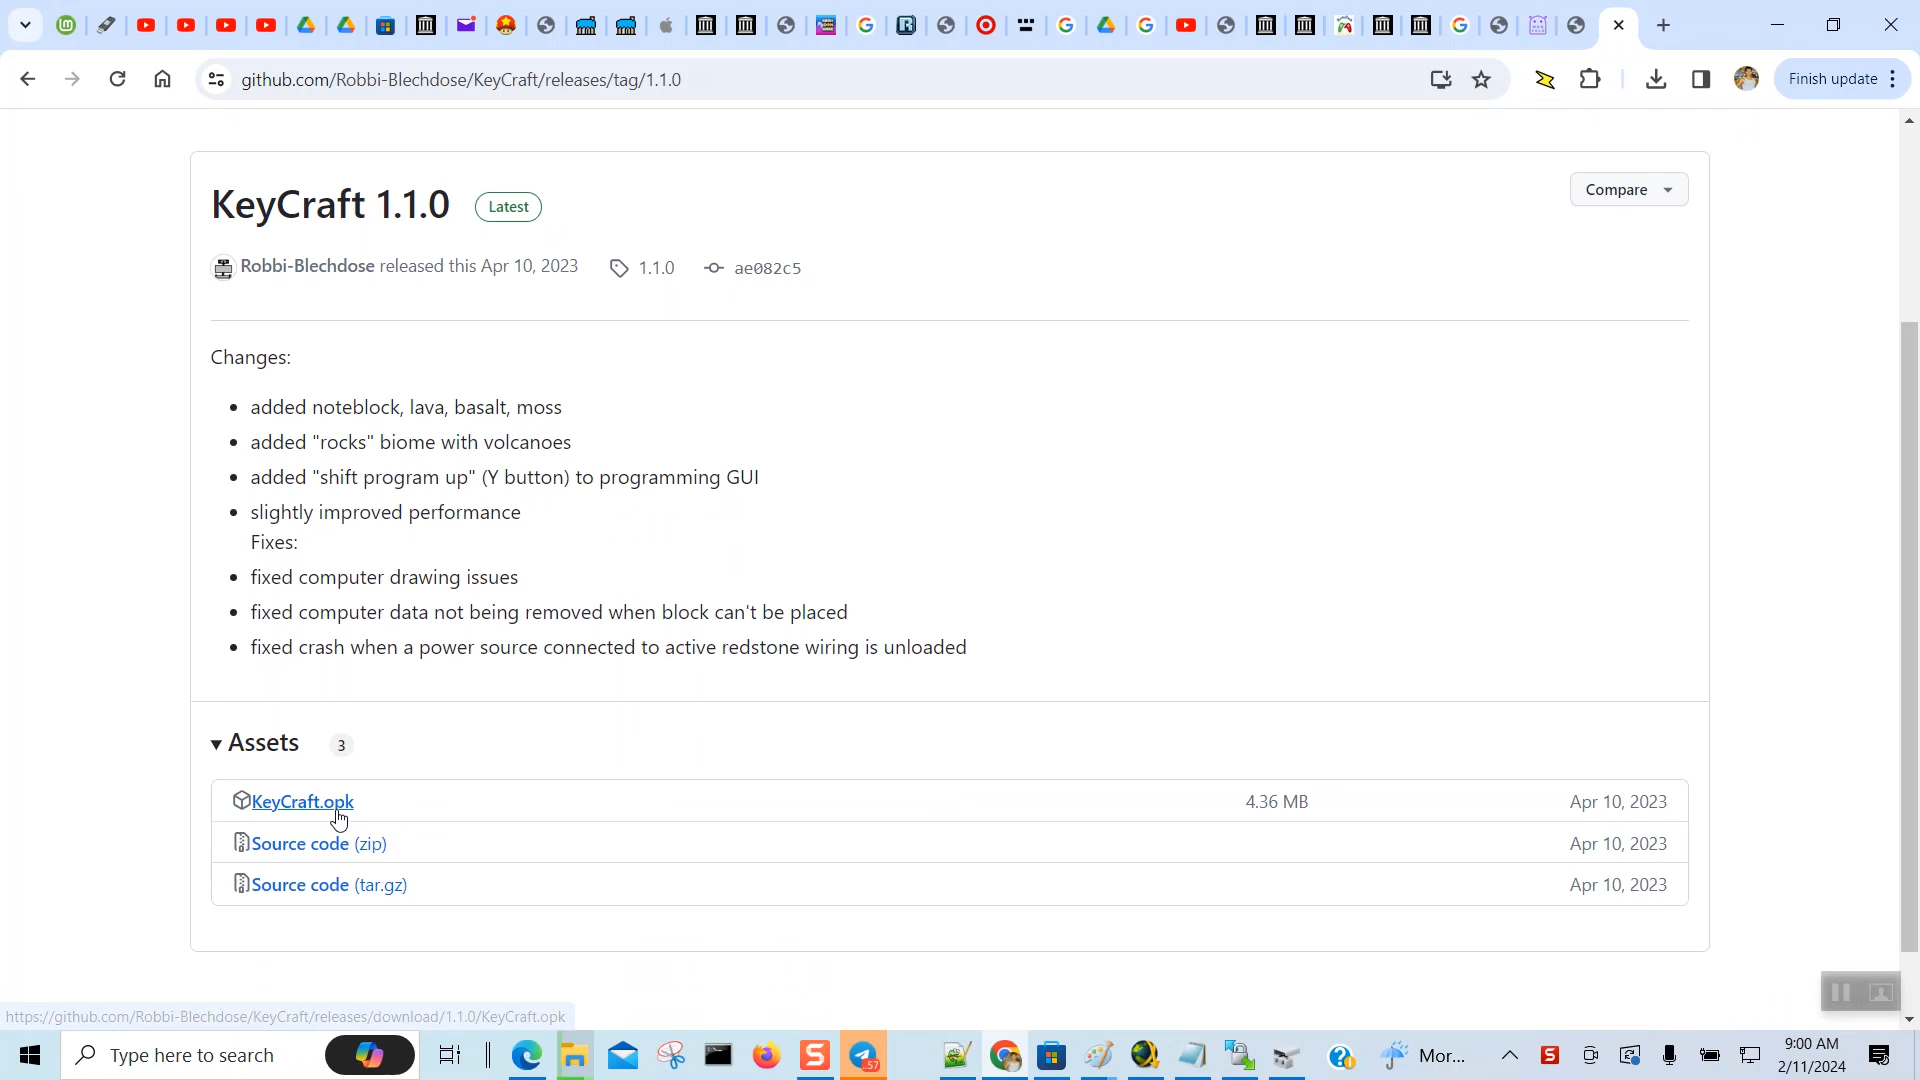 github.com/Robbi-Blechdose/KeyCraft/releases/tag/1.1.0
Finish update
KeyCraft 1.1.0
Latest
Compare
Robbi-Blechdose released this Apr 10, 2023
1.1.0
ae082c5
Changes:
added noteblock, lava, basalt, moss
added "rocks" biome with volcanoes
added "shift program up" (Y button) to programming GUI
slightly improved performance
Fixes:
fixed computer drawing issues
fixed computer data not being removed when block can't be placed
fixed crash when a power source connected to active redstone wiring is unloaded
Assets 3
KeyCraft.opk 4.36 MB Apr 10, 2023
Source code (zip) Apr 10, 2023
Source code (tar.gz) Apr 10, 2023
https://github.com/Robbi-Blechdose/KeyCraft/releases/download/1.1.0/KeyCraft.opk
Type here to search
57
Mor...
9:00 AM
2/11/2024